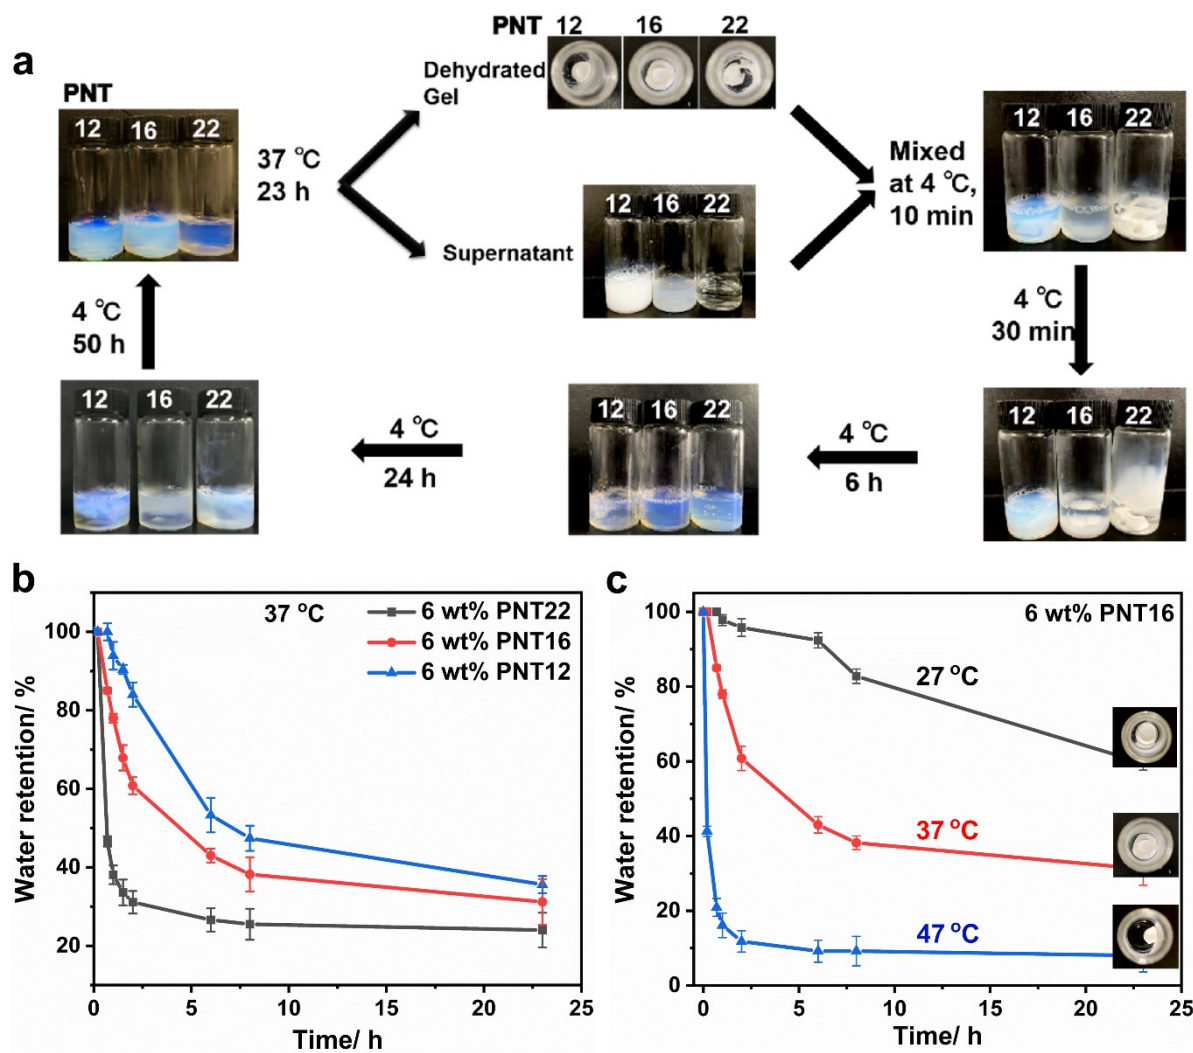 a
PNT 12 16 22
Dehydrated
Gel
PNT
12 16 22
37 °C
23 h
Supernatant
12 16 22
Mixed
at 4 °C,
10 min
12 16 22
4 °C
30 min
12 16 22
4 °C
6 h
12 16 22
4 °C
24 h
12 16 22
4 °C
50 h
b
37 °C
6 wt% PNT22
6 wt% PNT16
6 wt% PNT12
Water retention/ %
100
80
60
40
20
0 5 10 15 20 25
Time/ h
c
6 wt% PNT16
27 °C
37 °C
47 °C
Water retention/ %
100
80
60
40
20
0
0 5 10 15 20 25
Time/ h